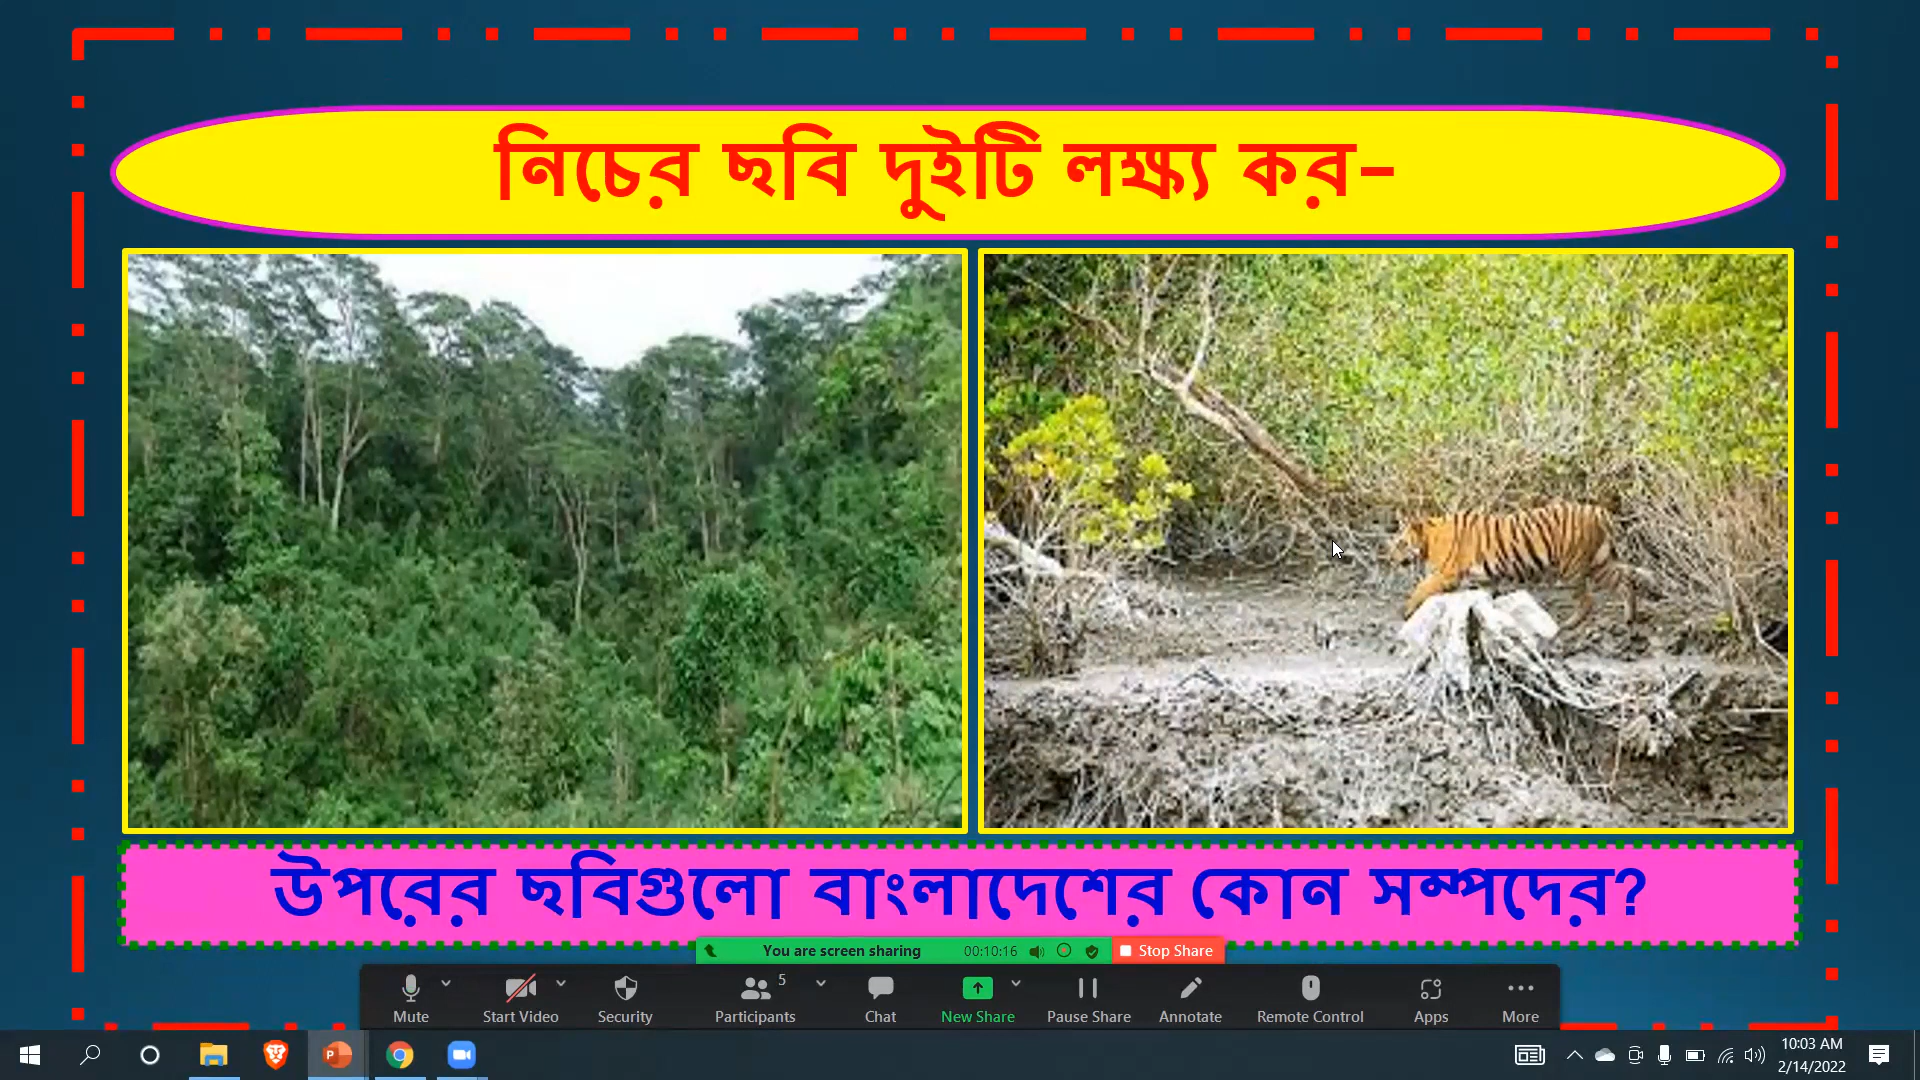 নিচের ছবি দুইটি লক্ষ্য কর–
উপরের ছবিগুলো বাংলাদেশের কোন সম্পদের?
You are screen sharing 00:10:16 Stop Share
5
Mute Start Video Security Participants Chat New Share Pause Share Annotate Remote Control Apps More
10:03 AM
2/14/2022